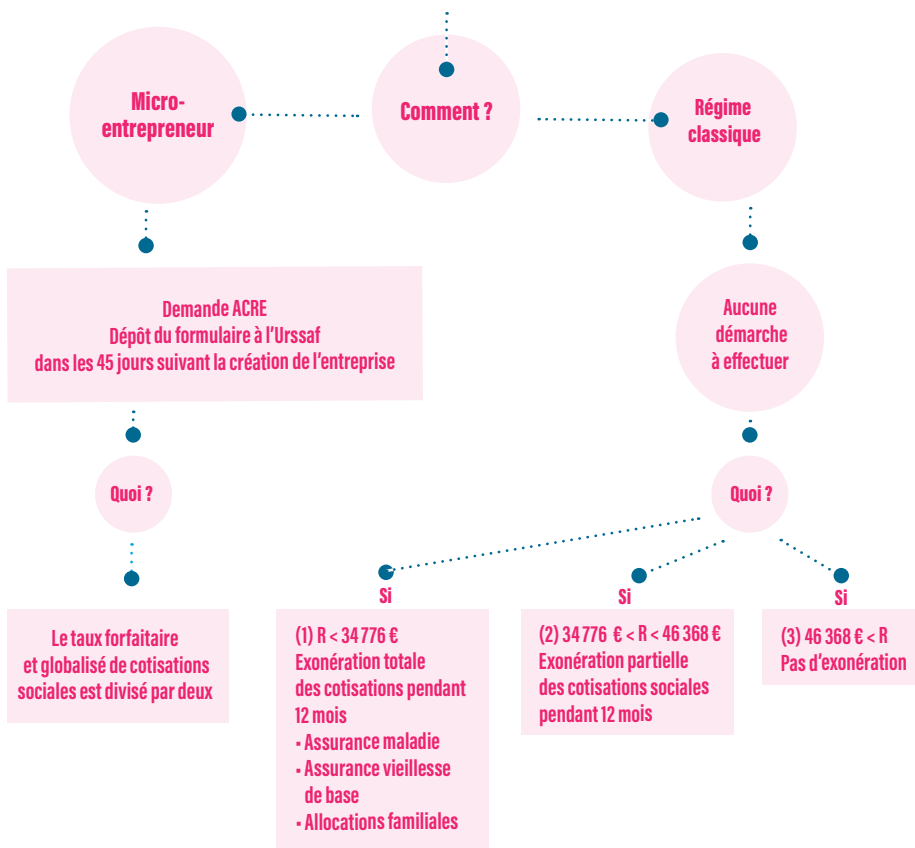 Comment ?
Micro-
entrepreneur
Demande ACRE
Dépôt du formulaire à l'Urssaf
dans les 45 jours suivant la création de l'entreprise
Quoi ?
Le taux forfaitaire
et globalisé de cotisations
sociales est divisé par deux
Régime
classique
Aucune
démarche
à effectuer
Quoi ?
Si
(1) R < 34 776 €
Exonération totale
des cotisations pendant
12 mois
- Assurance maladie
- Assurance vieillesse
de base
- Allocations familiales
Si
(2) 34 776 € < R < 46 368 €
Exonération partielle
des cotisations sociales
pendant 12 mois
Si
(3) 46 368 € < R
Pas d'exonération